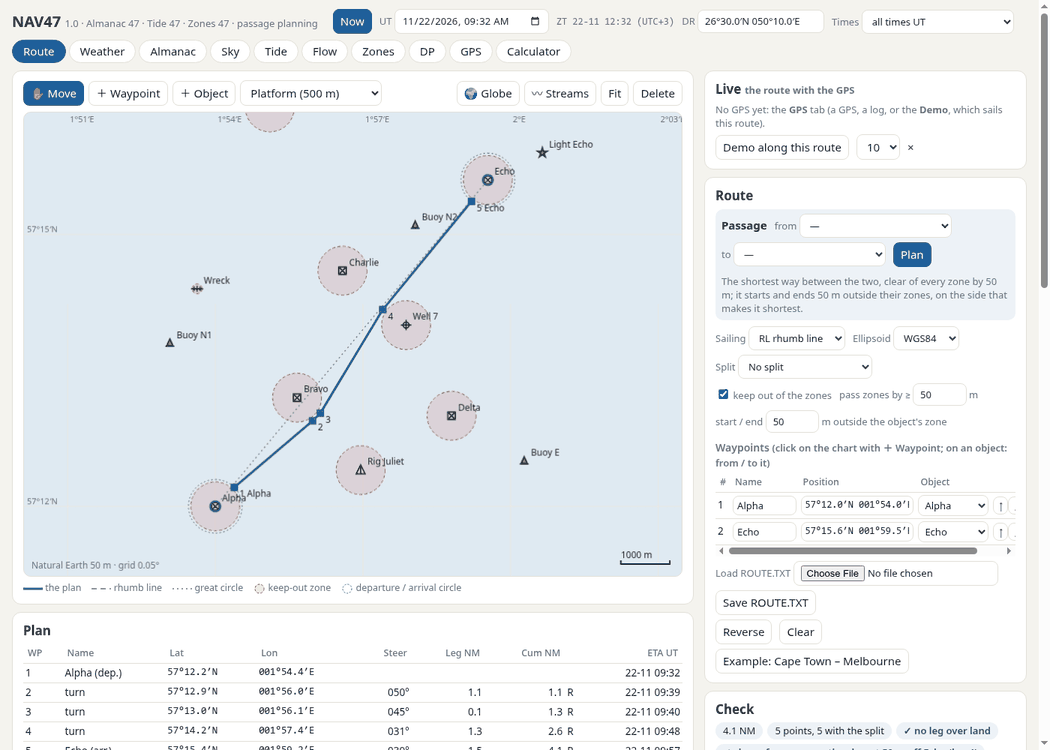 NAV47 1.0 · Almanac 47 · Tide 47 · Zones 47 · passage planning Now UT 11/22/2026, 09:32 AM ZT 22-11 12:32 (UTC+3) DR 26°30.0'N 050°10.0'E Times all times UT
Route Weather Almanac Sky Tide Flow Zones DP GPS Calculator
✋ Move + Waypoint + Object Platform (500 m) 🌍 Globe 〰 Streams Fit Delete
1°51'E 1°54'E 1°57'E 2°E 2°03'
Light Echo
Echo
5 Echo
Buoy N2
57°15'N
Charlie
Wreck
4 Well 7
Buoy N1
Bravo
3
2
Delta
Buoy E
Rig Juliet
1 Alpha
Alpha
57°12'N
1000 m
Natural Earth 50 m · grid 0.05°
the plan rhumb line great circle keep-out zone departure / arrival circle
Plan
WP Name Lat Lon Steer Leg NM Cum NM ETA UT
1 Alpha (dep.) 57°12.2′N 001°54.4′E 22-11 09:32
2 turn 57°12.9′N 001°56.0′E 050° 1.1 1.1 R 22-11 09:39
3 turn 57°13.0′N 001°56.1′E 045° 0.1 1.3 R 22-11 09:40
4 turn 57°14.2′N 001°57.4′E 031° 1.3 2.6 R 22-11 09:48
Live the route with the GPS
No GPS yet: the GPS tab (a GPS, a log, or the Demo, which sails
this route).
Demo along this route 10 ×
Route
Passage from —
to — Plan
The shortest way between the two, clear of every zone by 50
m; it starts and ends 50 m outside their zones, on the side that
makes it shortest.
Sailing RL rhumb line Ellipsoid WGS84
Split No split
keep out of the zones pass zones by ≥ 50 m
start / end 50 m outside the object's zone
Waypoints (click on the chart with + Waypoint; on an object:
from / to it)
# Name Position Object
1 Alpha 57°12.0′N 001°54.0′ Alpha ↑
2 Echo 57°15.6′N 001°59.5′ Echo ↑
Load ROUTE.TXT Choose File No file chosen
Save ROUTE.TXT
Reverse Clear
Example: Cape Town – Melbourne
Check
4.1 NM 5 points, 5 with the split ✓ no leg over land